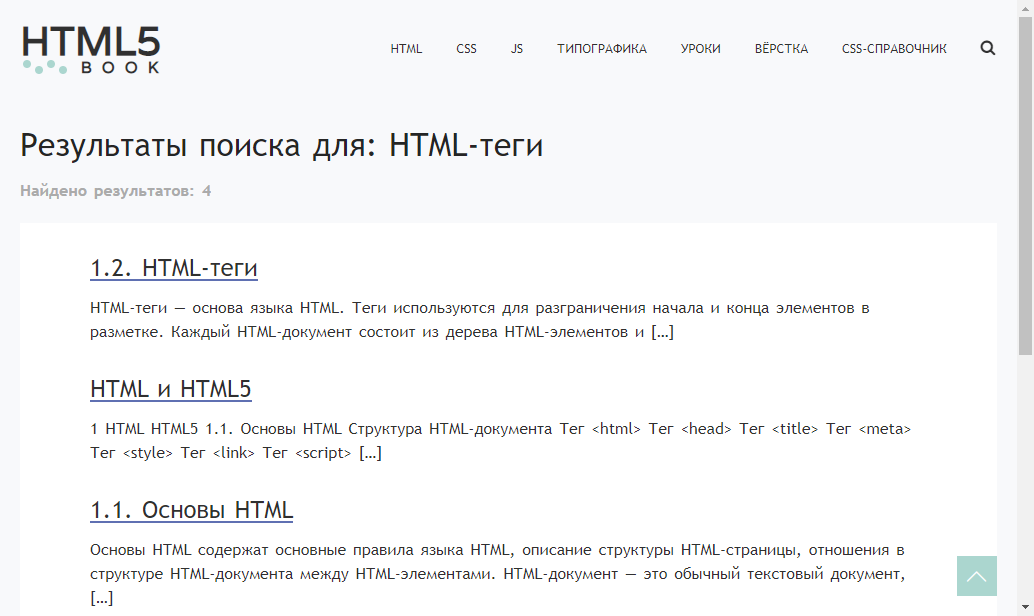 HTML5
BOOK
HTML CSS JS ТИПОГРАФИКА УРОКИ ВЁРСТКА CSS-СПРАВОЧНИК
Результаты поиска для: HTML-теги
Найдено результатов: 4
1.2. HTML-теги
HTML-теги — основа языка HTML. Теги используются для разграничения начала и конца элементов в
разметке. Каждый HTML-документ состоит из дерева HTML-элементов и [...]
HTML и HTML5
1 HTML HTML5 1.1. Основы HTML Структура HTML-документа Тег <html> Тег <head> Тег <title> Тег <meta>
Тег <style> Тег <link> Тег <script> [...]
1.1. Основы HTML
Основы HTML содержат основные правила языка HTML, описание структуры HTML-страницы, отношения в
структуре HTML-документа между HTML-элементами. HTML-документ — это обычный текстовый документ,
[...]